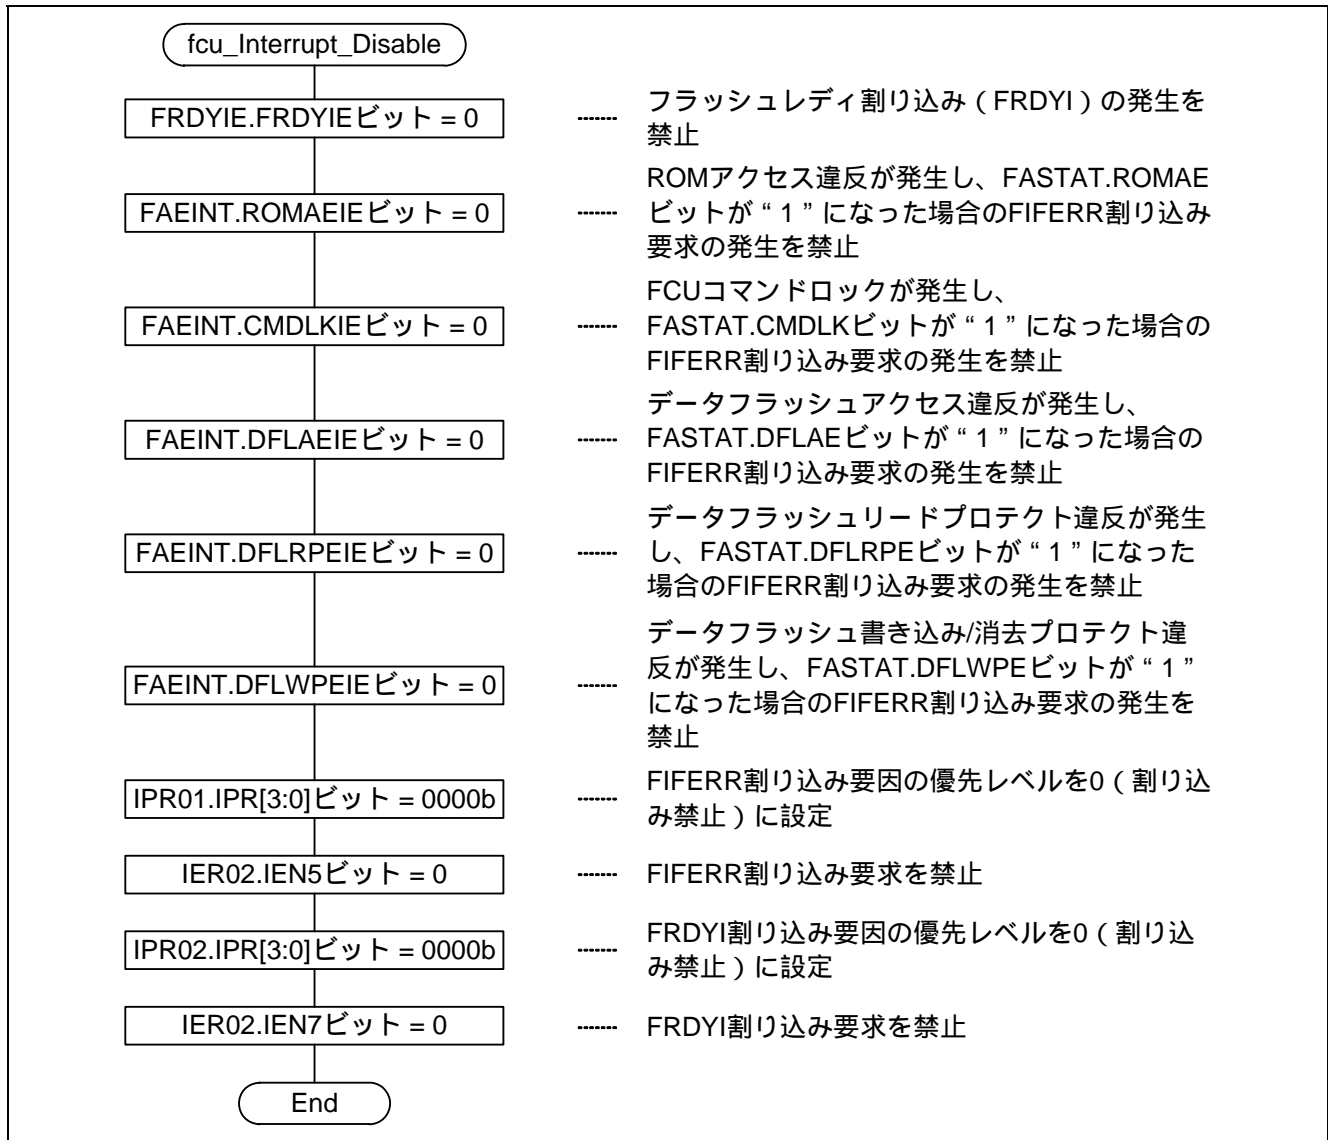 fcu_Interrupt_Disable
FRDYIE.FRDYIEビット = 0
フラッシュレディ割り込み（FRDYI）の発生を
禁止
FAEINT.ROMAEIEビット = 0
ROMアクセス違反が発生し、FASTAT.ROMAE
ビットが“1”になった場合のFIFERR割り込み
要求の発生を禁止
FAEINT.CMDLKIEビット = 0
FCUコマンドロックが発生し、
FASTAT.CMDLKビットが“1”になった場合の
FIFERR割り込み要求の発生を禁止
FAEINT.DFLAEIEビット = 0
データフラッシュアクセス違反が発生し、
FASTAT.DFLAEビットが“1”になった場合の
FIFERR割り込み要求の発生を禁止
FAEINT.DFLRPEIEビット = 0
データフラッシュリードプロテクト違反が発生
し、FASTAT.DFLRPEビットが“1”になった
場合のFIFERR割り込み要求の発生を禁止
FAEINT.DFLWPEIEビット = 0
データフラッシュ書き込み/消去プロテクト違
反が発生し、FASTAT.DFLWPEビットが“1”
になった場合のFIFERR割り込み要求の発生を
禁止
IPR01.IPR[3:0]ビット = 0000b
FIFERR割り込み要因の優先レベルを0（割り込
み禁止）に設定
IER02.IEN5ビット = 0
FIFERR割り込み要求を禁止
IPR02.IPR[3:0]ビット = 0000b
FRDYI割り込み要因の優先レベルを0（割り込
み禁止）に設定
IER02.IEN7ビット = 0
FRDYI割り込み要求を禁止
End